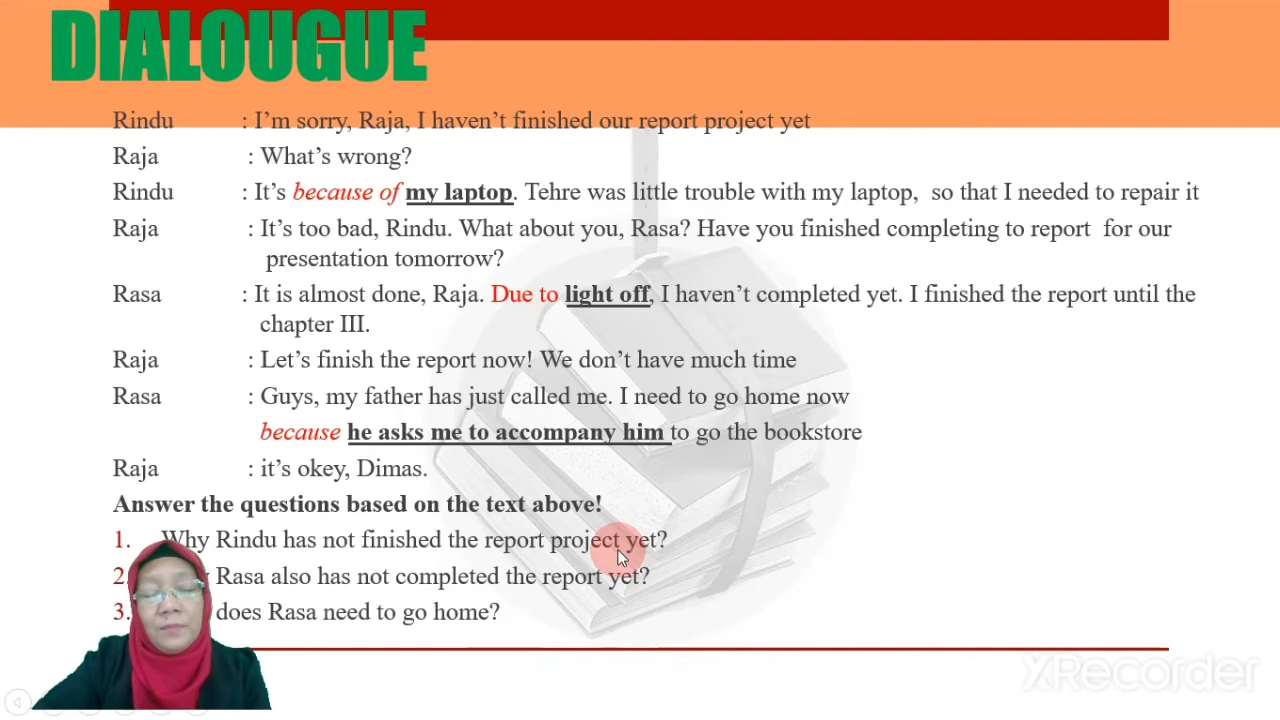 DIALOUGUE
Rindu : I'm sorry, Raja, I haven't finished our report project yet
Raja : What's wrong?
Rindu : It's because of my laptop. Tehre was little trouble with my laptop, so that I needed to repair it
Raja : It's too bad, Rindu. What about you, Rasa? Have you finished completing to report for our
presentation tomorrow?
Rasa : It is almost done, Raja. Due to light off, I haven't completed yet. I finished the report until the
chapter III.
Raja : Let's finish the report now! We don't have much time
Rasa : Guys, my father has just called me. I need to go home now
because he asks me to accompany him to go the bookstore
Raja : it's okey, Dimas.
Answer the questions based on the text above!
1. Why Rindu has not finished the report project yet?
2. Rasa also has not completed the report yet?
3. does Rasa need to go home?
XRecorder